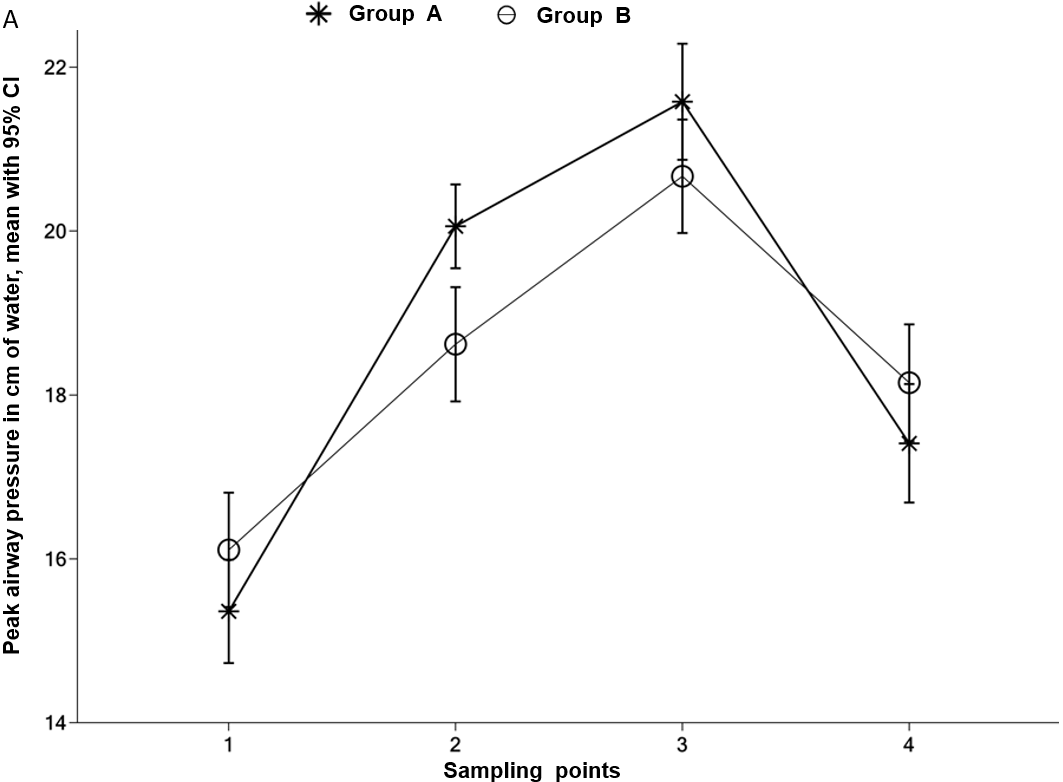 A
Group A
Group B
Peak airway pressure in cm of water, mean with 95% CI
22
20
18
16
14
1
2
3
4
Sampling points